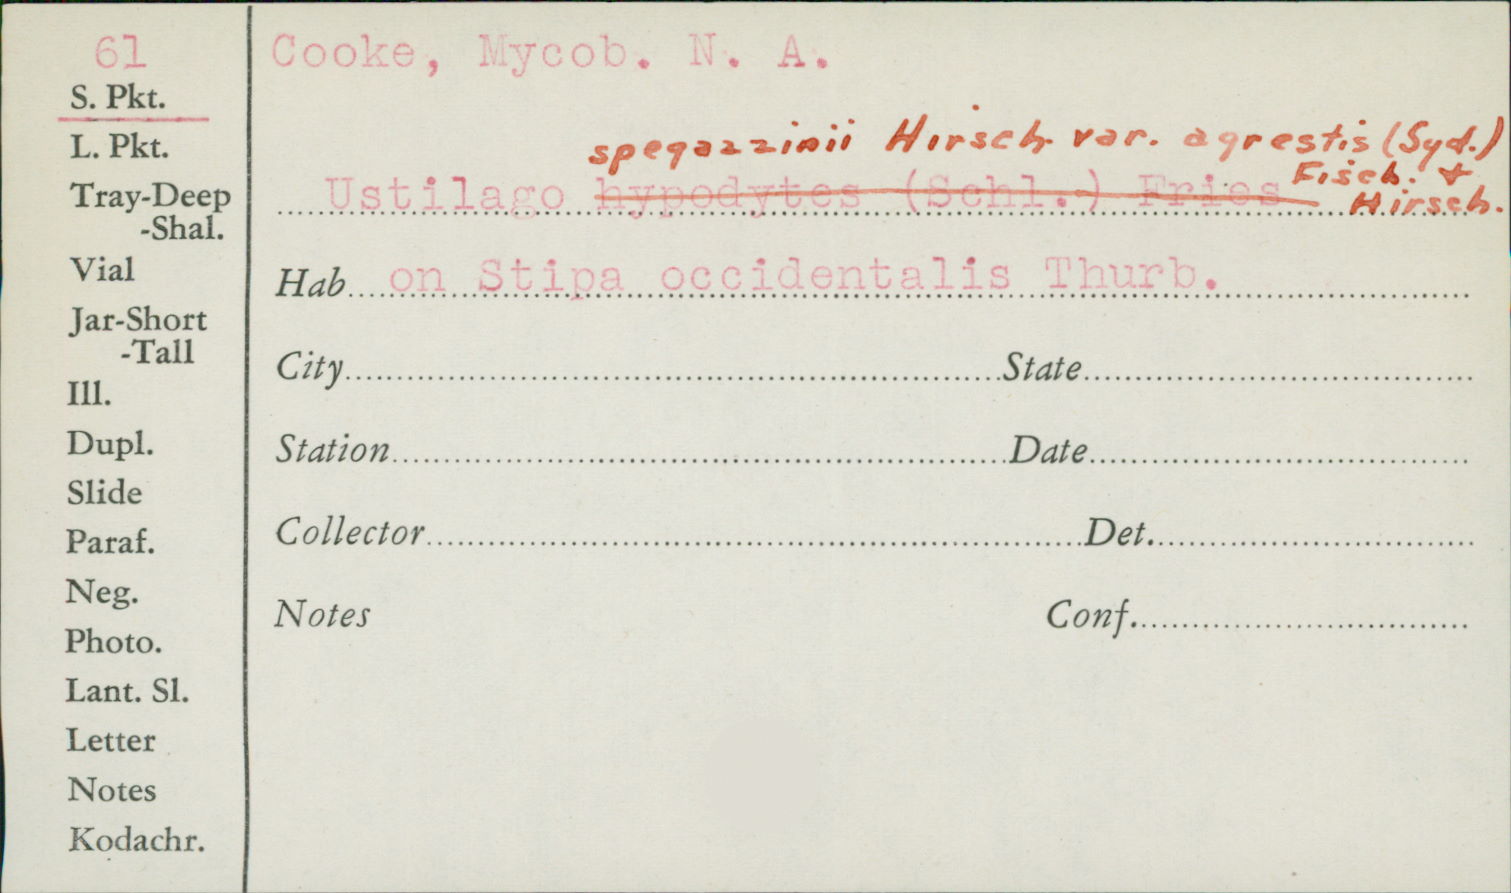 61
S. Pkt.
L. Pkt.
Tray-Deep
-Shal.
Vial
Jar-Short
-Tall
Ill.
Dupl.
Slide
Paraf.
Neg.
Photo.
Lant. Sl.
Letter
Notes
Kodachr.
Cooke, Mycob. N. A.
spegazzinii Hirsch. var. agrestis (Syd.)
Fisch. +
Hirsch.
Ustilago hypodytes (Schl.) Fries
Hab. on Stipa occidentalis Thurb.
City State
Station Date
Collector Det.
Notes Conf.